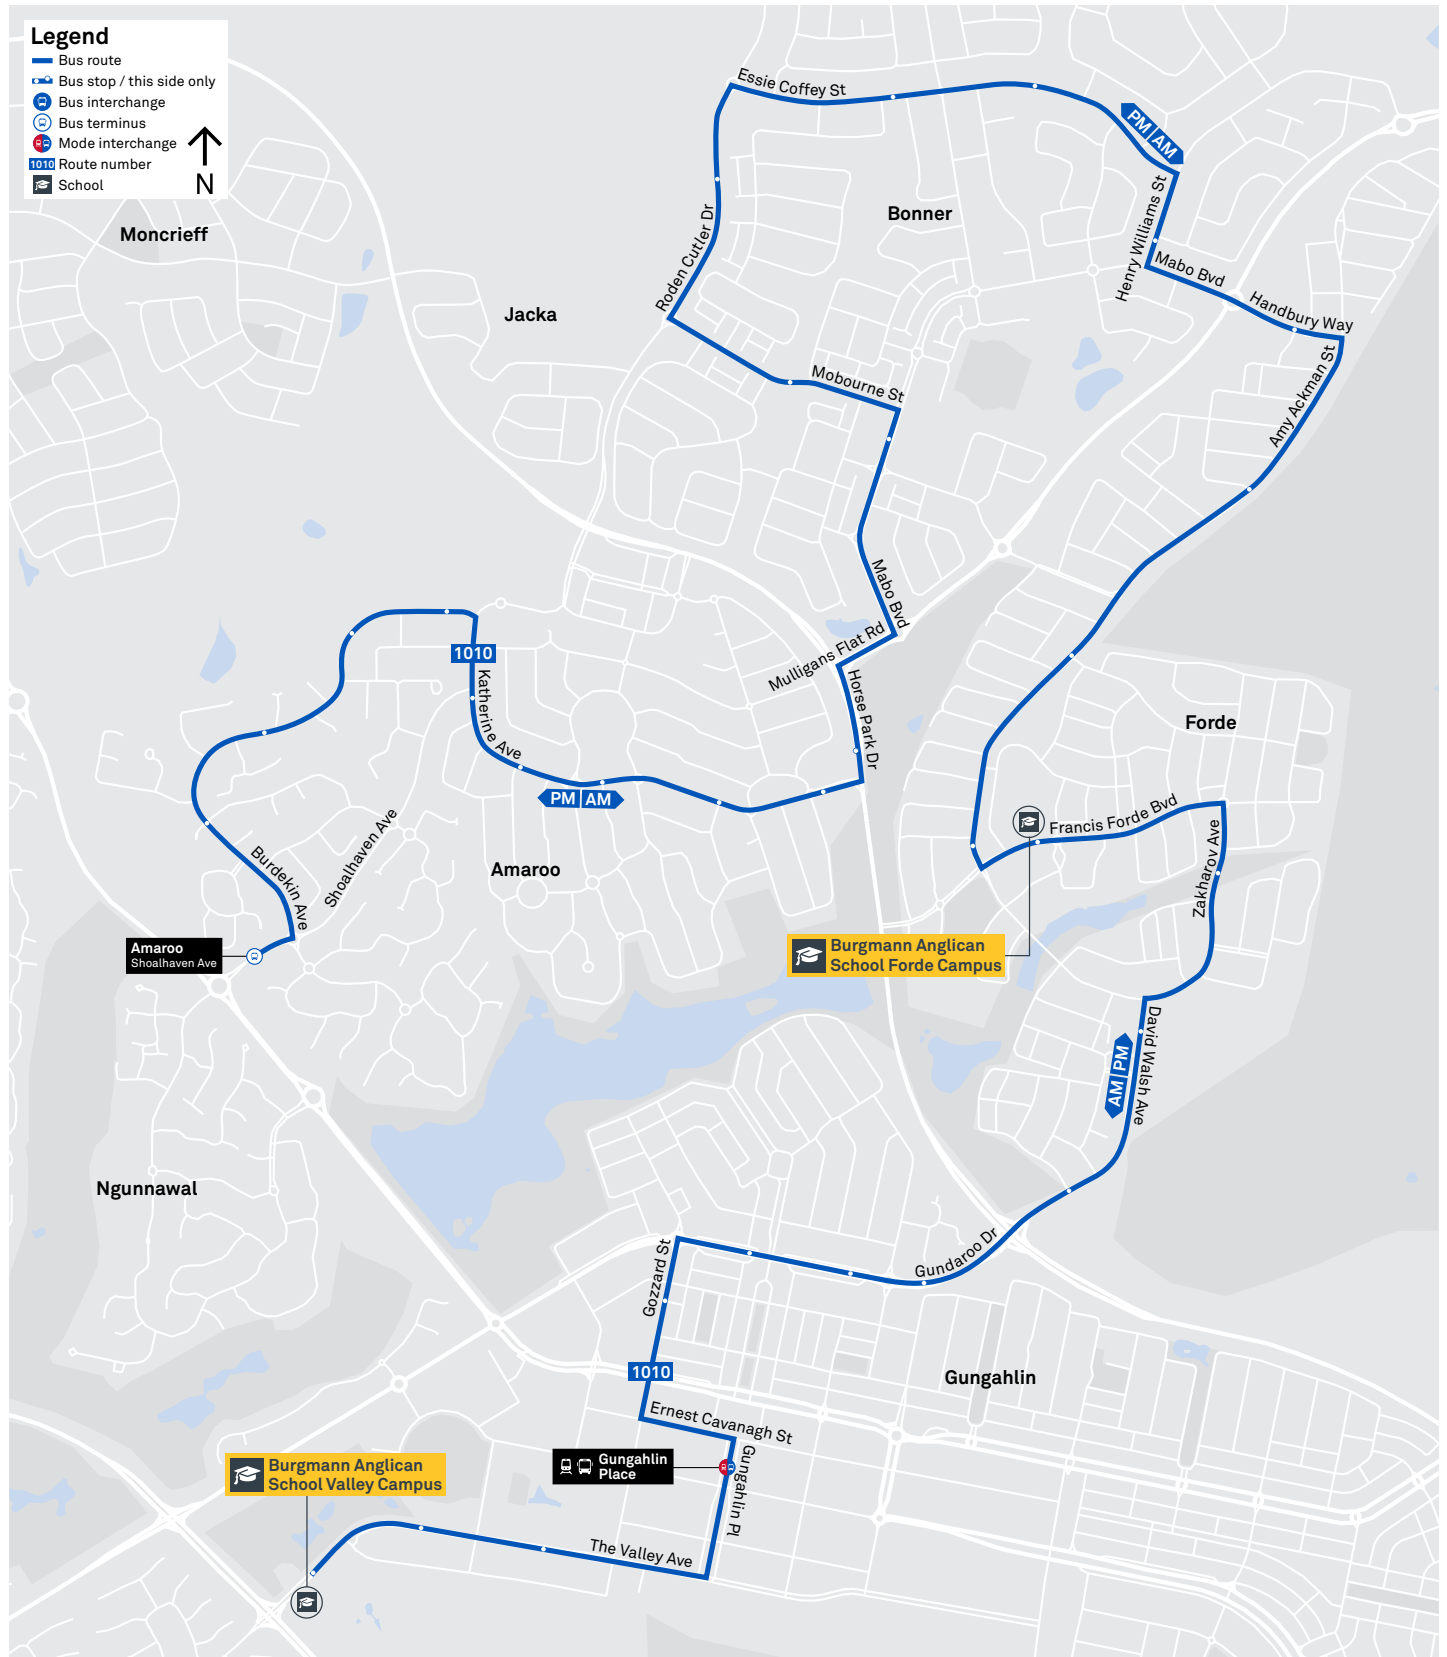 Legend
Bus route
Bus stop / this side only
Bus interchange
Bus terminus
Mode interchange
1010 Route number
School
N
Essie Coffey St
PM AM
Moncrieff
Bonner
Henry Williams St
Roden Cutler Dr
Mabo Bvd
Handbury Way
Jacka
Amy Ackman St
Mobourne St
Mabo Bvd
Mulligans Flat Rd
1010
Katherine Ave
Horse Park Dr
Forde
PM AM
Francis Forde Bvd
Shoalhaven Ave
Burdekin Ave
Amaroo
Zakharov Ave
Amaroo
Shoalhaven Ave
Burgmann Anglican
School Forde Campus
David Walsh Ave
AM PM
Ngunnawal
Gozzard St
Gundaroo Dr
1010
Gungahlin
Ernest Cavanagh St
Gungahlin
Place
Gungahlin Pl
Burgmann Anglican
School Valley Campus
The Valley Ave